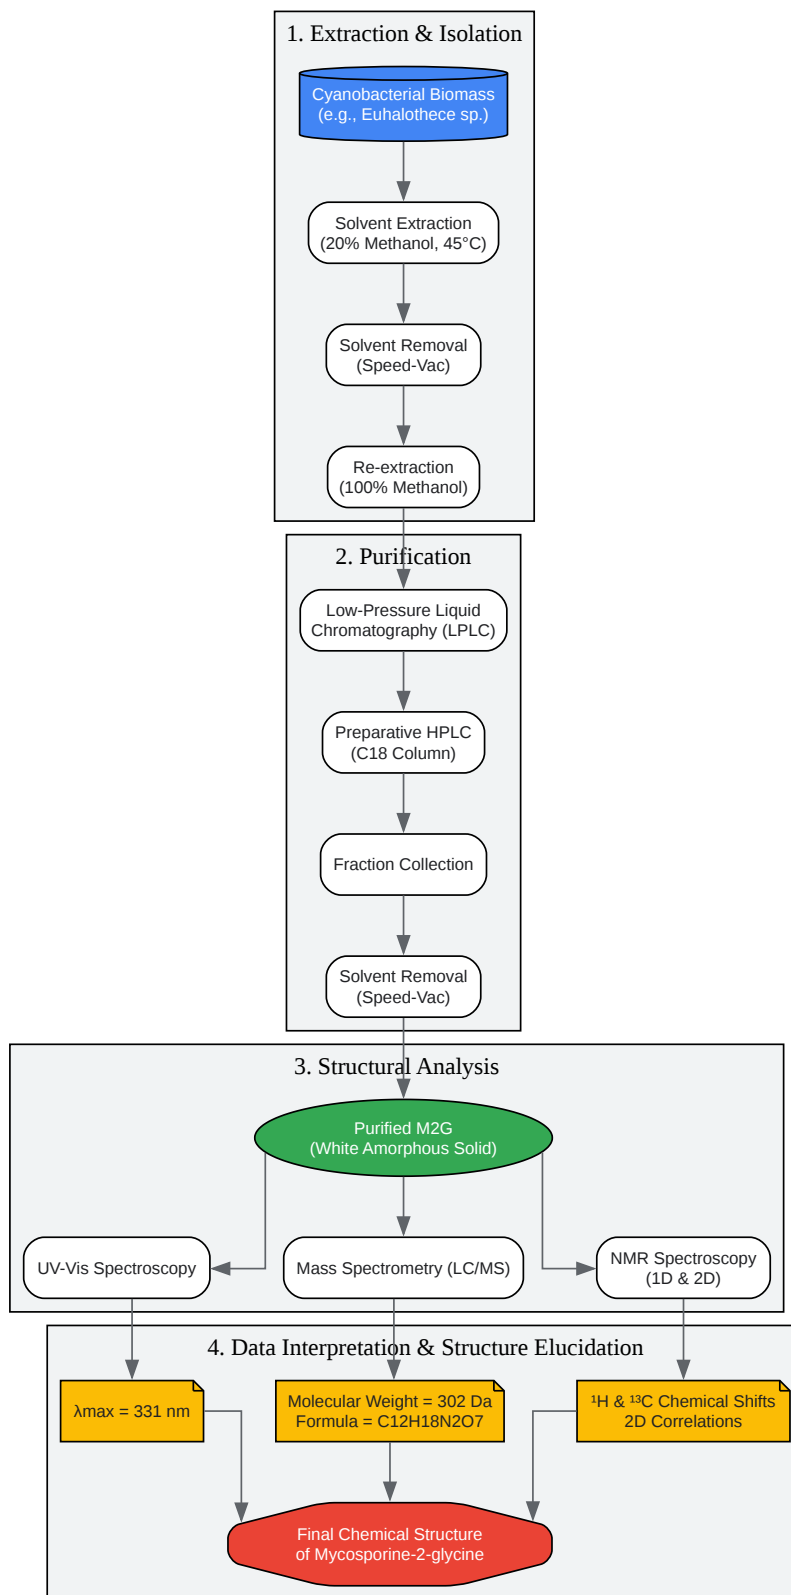 1. Extraction & Isolation
Cyanobacterial Biomass
(e.g., Euhalothece sp.)
Solvent Extraction
(20% Methanol, 45°C)
Solvent Removal
(Speed-Vac)
Re-extraction
(100% Methanol)
2. Purification
Low-Pressure Liquid
Chromatography (LPLC)
Preparative HPLC
(C18 Column)
Fraction Collection
Solvent Removal
(Speed-Vac)
3. Structural Analysis
Purified M2G
(White Amorphous Solid)
UV-Vis Spectroscopy
Mass Spectrometry (LC/MS)
NMR Spectroscopy
(1D & 2D)
4. Data Interpretation & Structure Elucidation
λmax = 331 nm
Molecular Weight = 302 Da
Formula = C12H18N2O7
¹H & ¹³C Chemical Shifts
2D Correlations
Final Chemical Structure
of Mycosporine-2-glycine